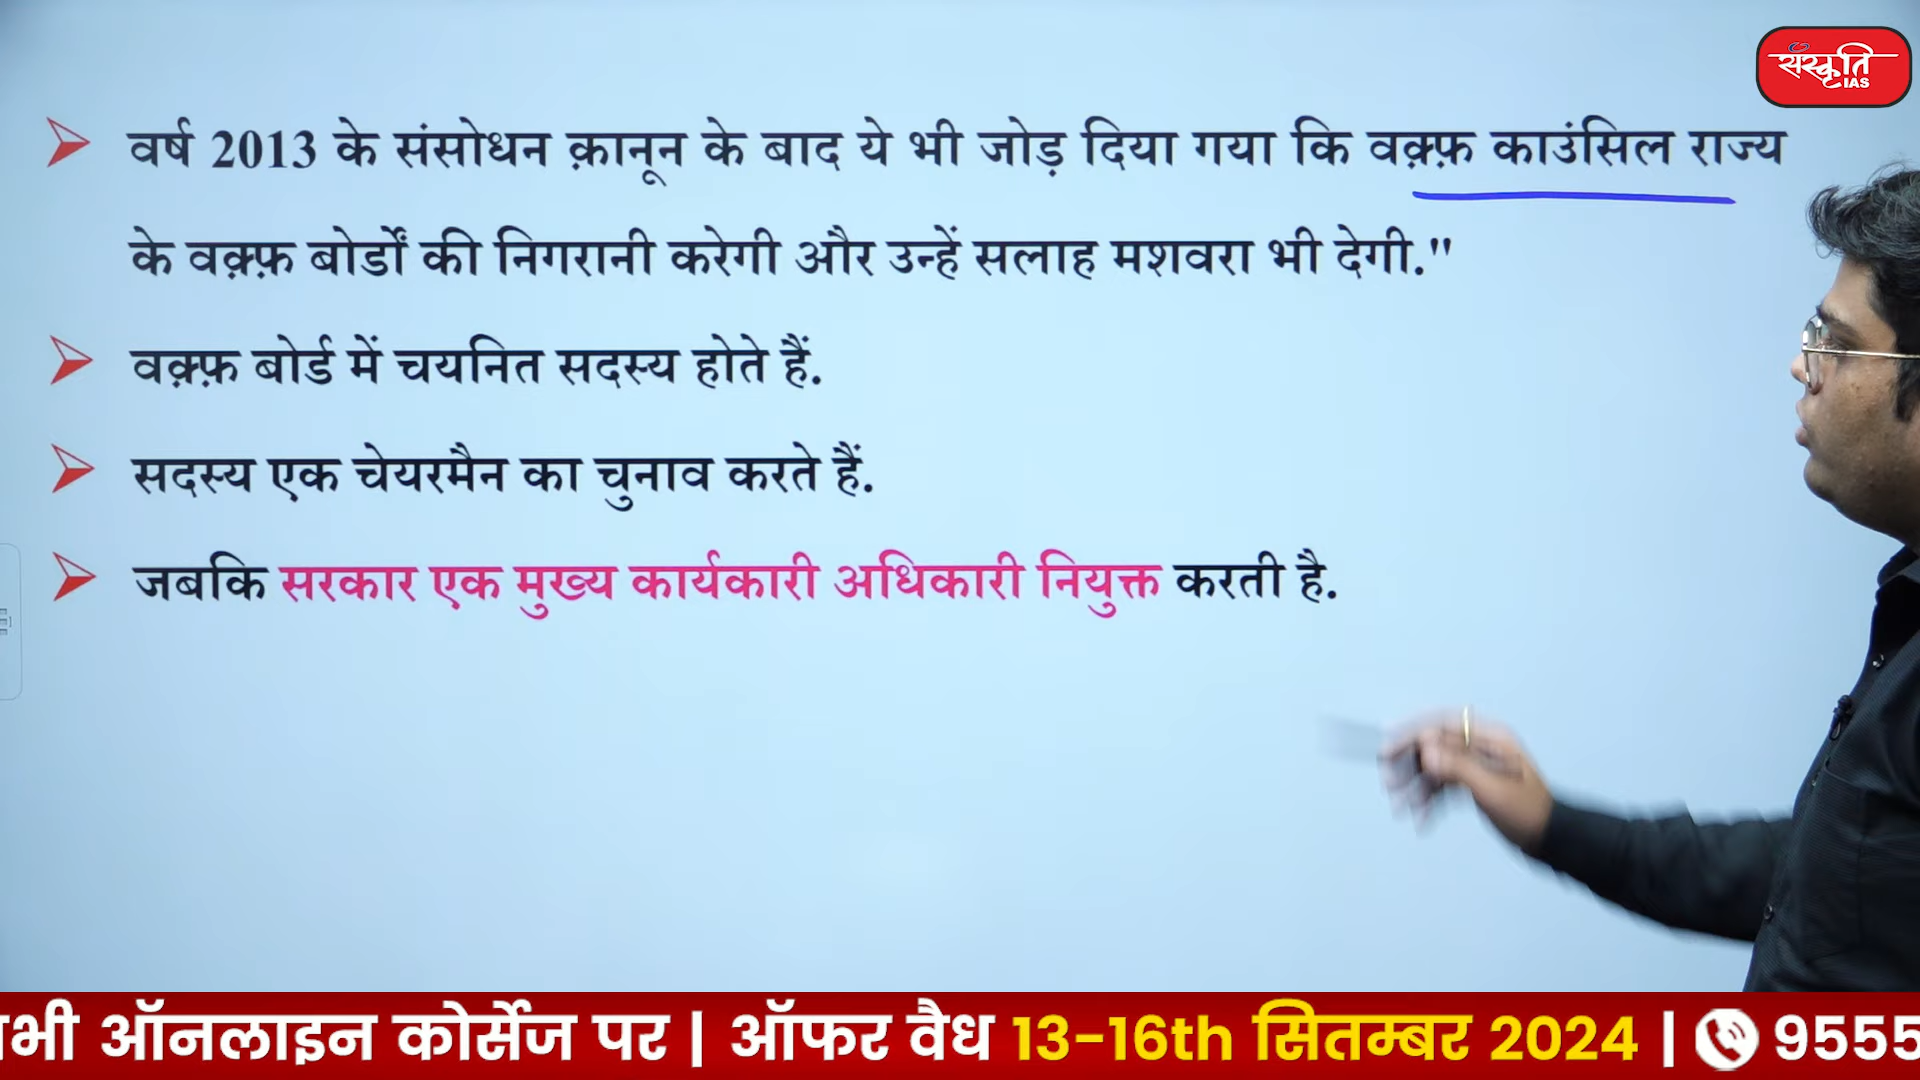 संस्कृति
IAS
वर्ष 2013 के संसोधन क़ानून के बाद ये भी जोड़ दिया गया कि वक़्फ़ काउंसिल राज्य
के वक़्फ़ बोर्डों की निगरानी करेगी और उन्हें सलाह मशवरा भी देगी."
वक़्फ़ बोर्ड में चयनित सदस्य होते हैं.
सदस्य एक चेयरमैन का चुनाव करते हैं.
जबकि सरकार एक मुख्य कार्यकारी अधिकारी नियुक्त करती है.
ऑनलाइन कोर्सेज पर | ऑफर वैध 13-16th सितम्बर 2024 | 9555